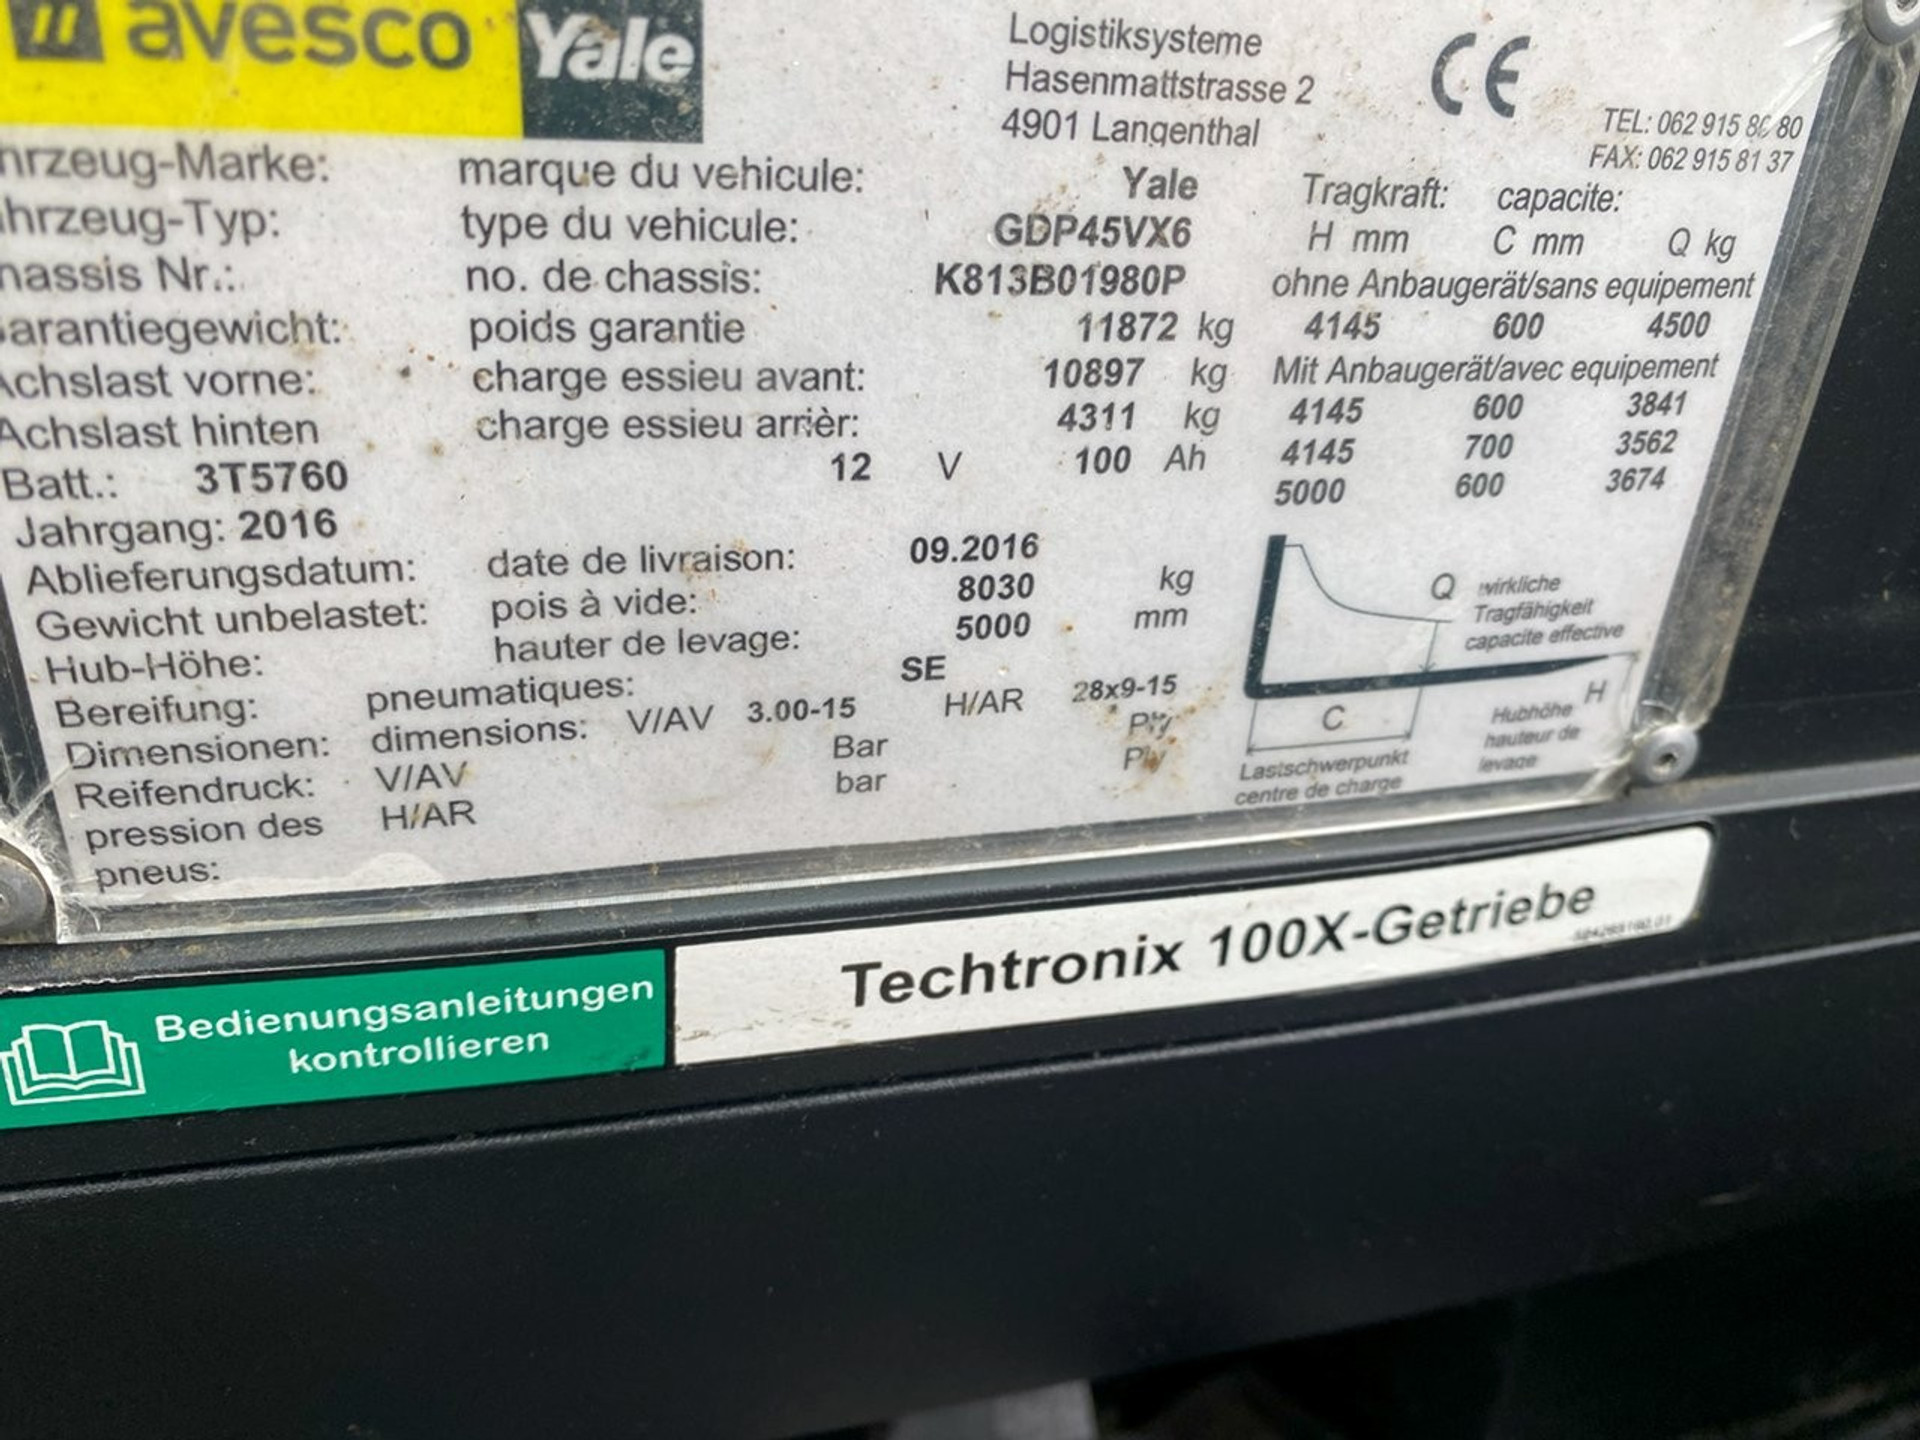 avesco Yale
Logistiksysteme
Hasenmattstrasse 2
4901 Langenthal
CE
TEL: 062 915 80 80
FAX: 062 915 81 37
hrzeug-Marke: marque du vehicule: Yale
hrzeug-Typ: type du vehicule: GDP45VX6
hassis Nr.: no. de chassis: K813B01980P
arantiegewicht: poids garantie 11872 kg
Achslast vorne: charge essieu avant: 10897 kg
Achslast hinten charge essieu arrièr: 4311 kg
Batt.: 3T5760 12 V 100 Ah
Jahrgang: 2016
Ablieferungsdatum: date de livraison: 09.2016
Gewicht unbelastet: pois à vide: 8030 kg
Hub-Höhe: hauter de levage: 5000 mm
Bereifung: pneumatiques: SE
Dimensionen: dimensions: V/AV 3.00-15 H/AR 28x9-15
Reifendruck: V/AV Bar Ply
pression des H/AR bar Ply
pneus:
Tragkraft: capacite:
H mm C mm Q kg
ohne Anbaugerät/sans equipement
4145 600 4500
Mit Anbaugerät/avec equipement
4145 600 3841
4145 700 3562
5000 600 3674
Q wirkliche
Tragfähigkeit
capacite effective
H
C
Hubhöhe
hauteur de
levage
Lastschwerpunkt
centre de charge
Bedienungsanleitungen
kontrollieren
Techtronix 100X-Getriebe